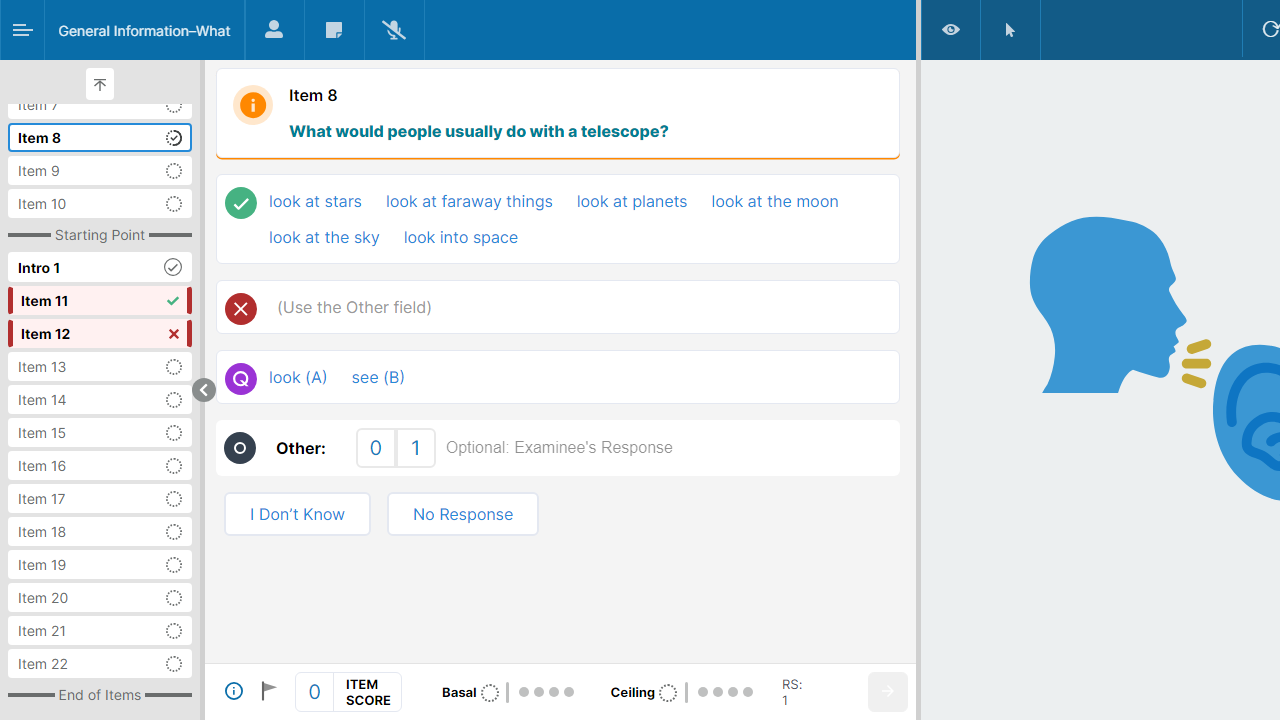 General Information–What
Item 7
Item 8
Item 9
Item 10
Starting Point
Intro 1
Item 11
Item 12
Item 13
Item 14
Item 15
Item 16
Item 17
Item 18
Item 19
Item 20
Item 21
Item 22
End of Items
Item 8
What would people usually do with a telescope?
look at stars look at faraway things look at planets look at the moon
look at the sky look into space
(Use the Other field)
Q look (A) see (B)
Other: 0 1 Optional: Examinee's Response
I Don’t Know No Response
0 ITEM SCORE
Basal Ceiling RS: 1